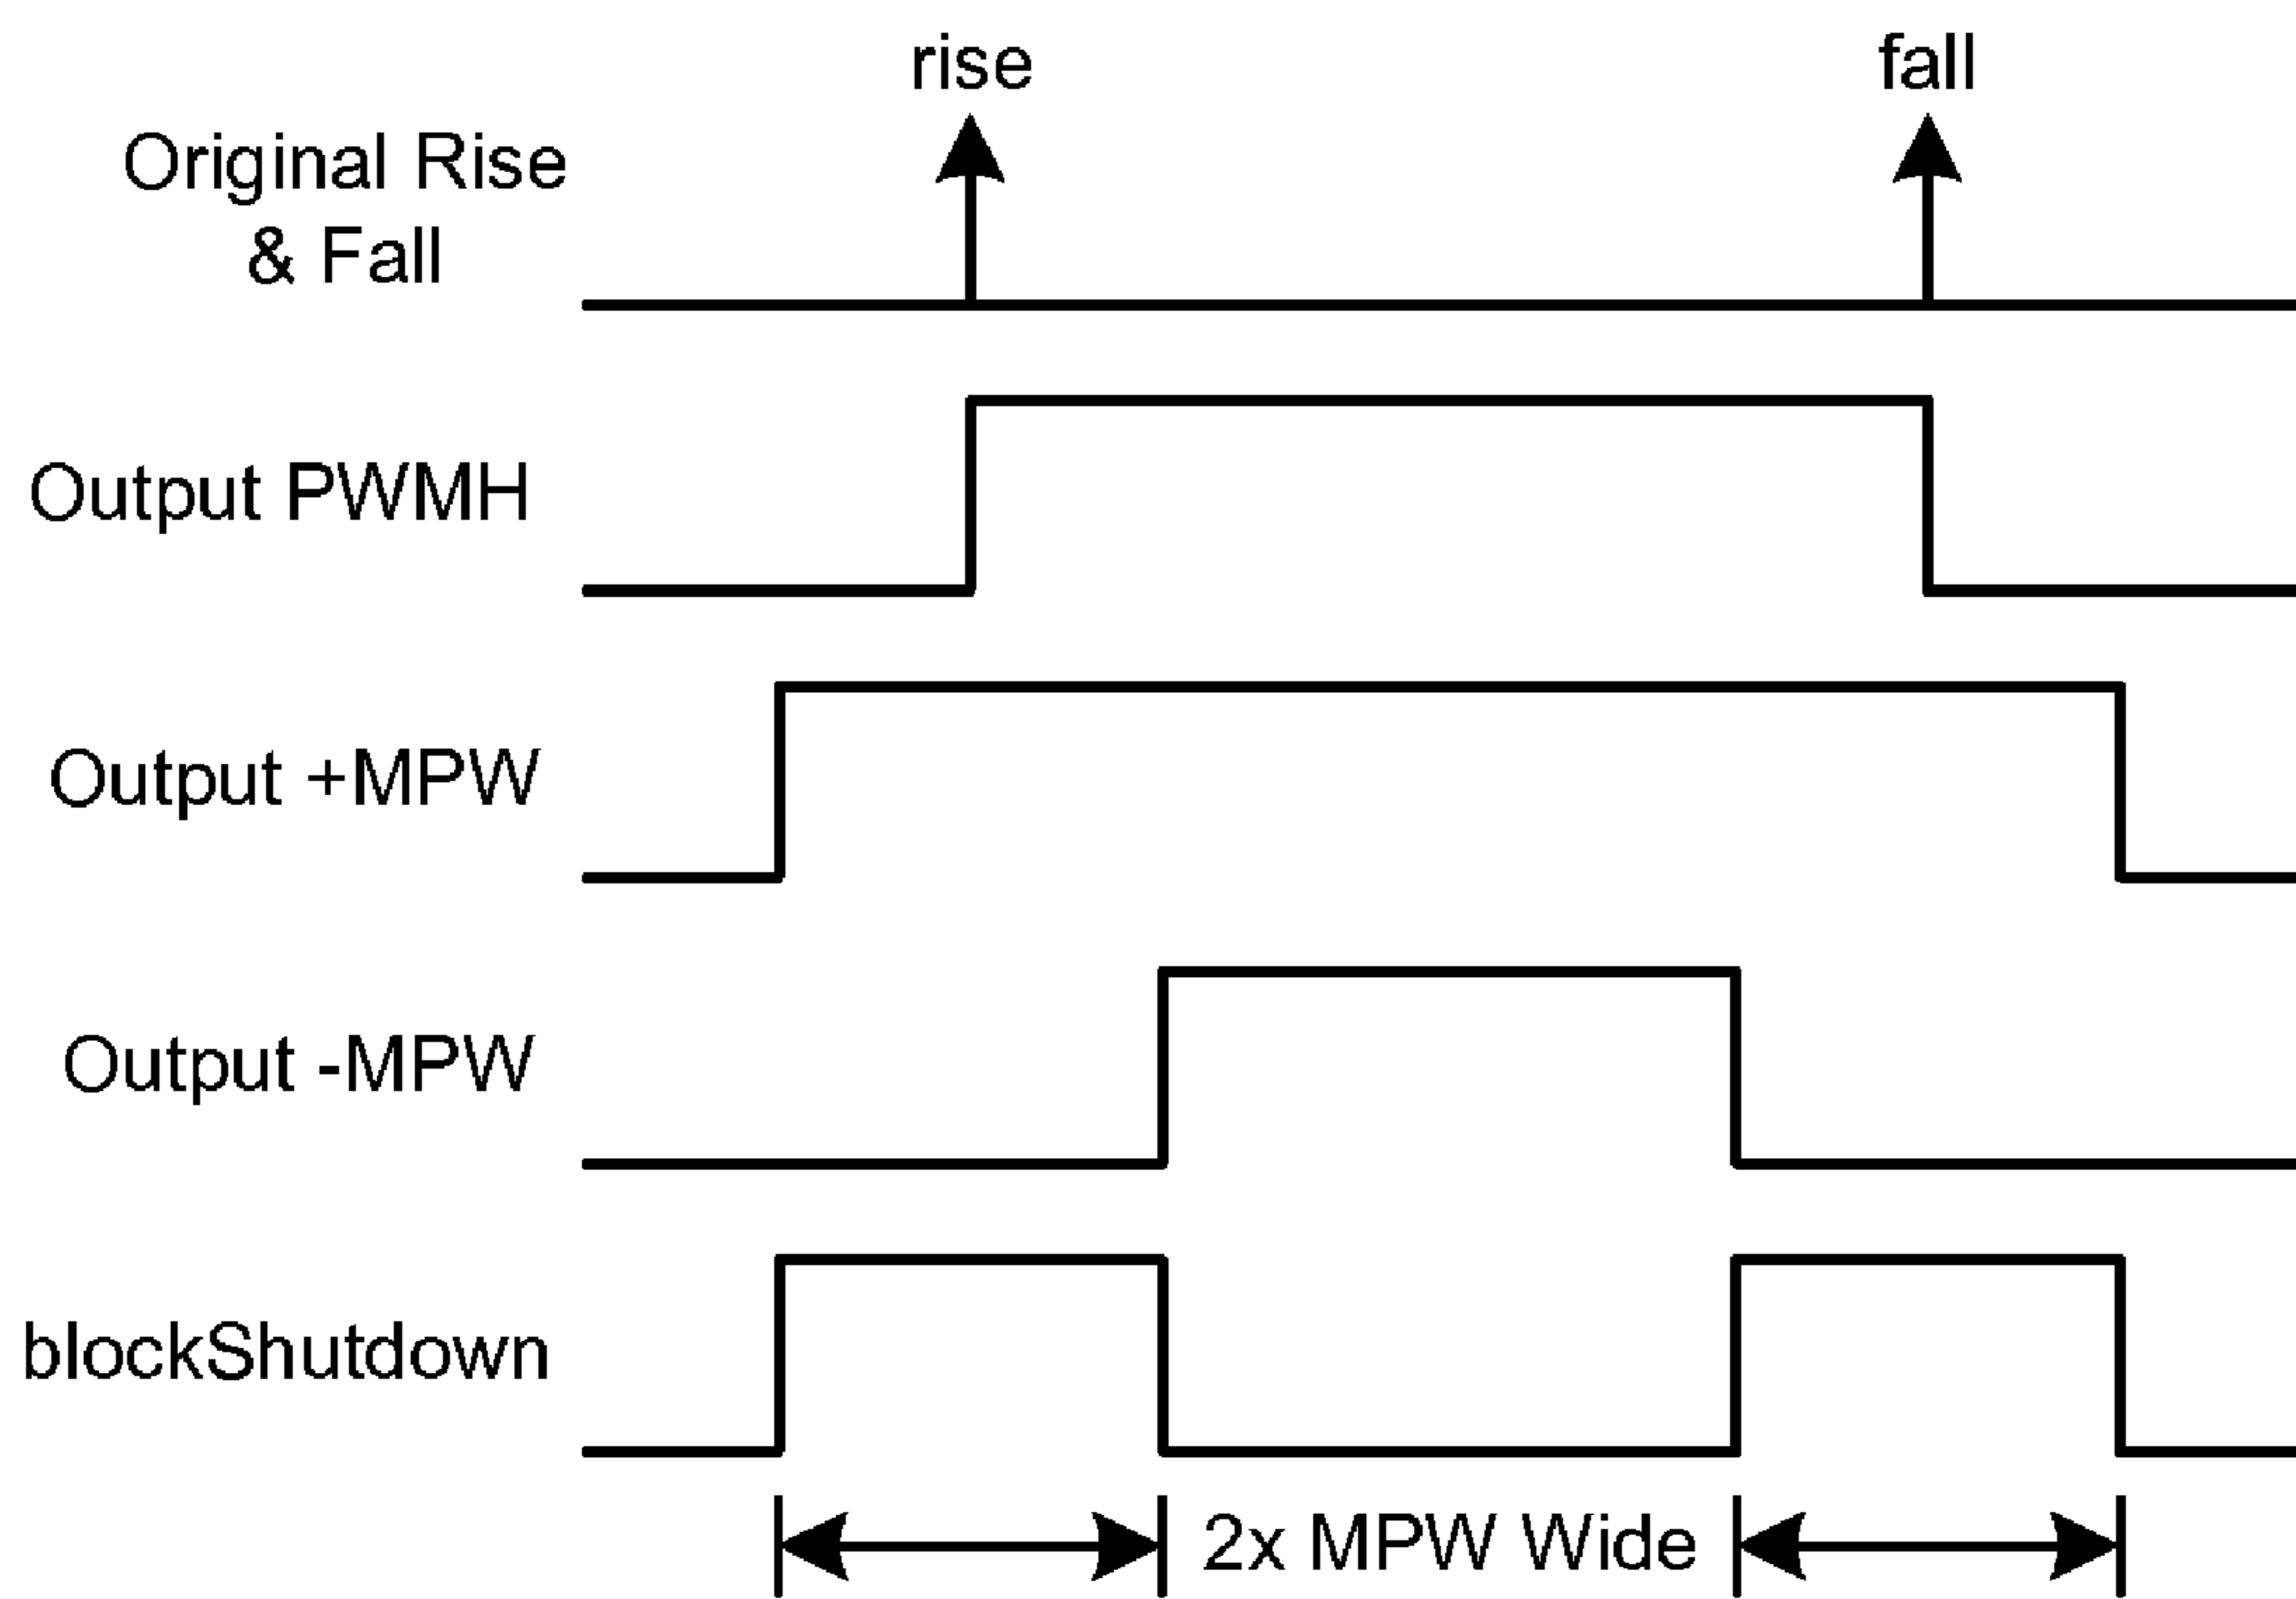 rise
fall
Original Rise
& Fall
Output PWMH
Output +MPW
Output -MPW
blockShutdown
2x MPW Wide